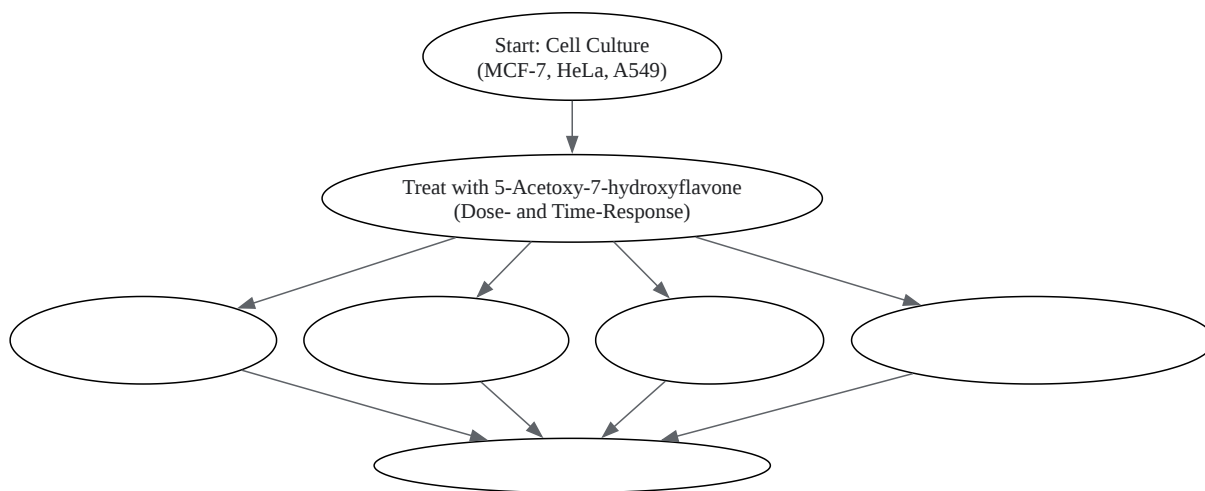 Start: Cell Culture
(MCF-7, HeLa, A549)
Treat with 5-Acetoxy-7-hydroxyflavone
(Dose- and Time-Response)